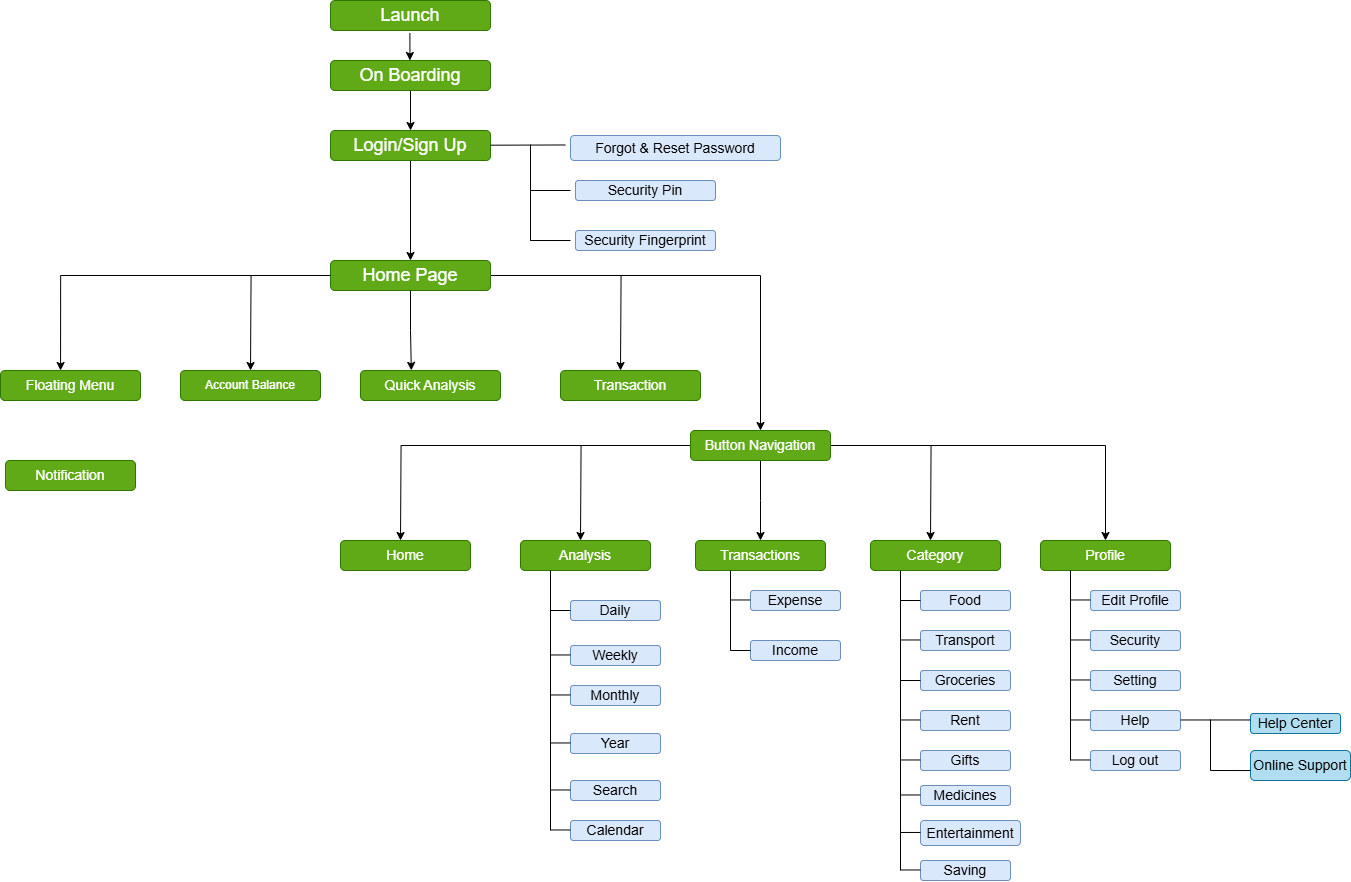 Launch
On Boarding
Login/Sign Up
Forgot & Reset Password
Security Pin
Security Fingerprint
Home Page
Floating Menu
Account Balance
Quick Analysis
Transaction
Button Navigation
Notification
Home
Analysis
Transactions
Category
Profile
Daily
Weekly
Monthly
Year
Search
Calendar
Expense
Income
Food
Transport
Groceries
Rent
Gifts
Medicines
Entertainment
Saving
Edit Profile
Security
Setting
Help
Log out
Help Center
Online Support